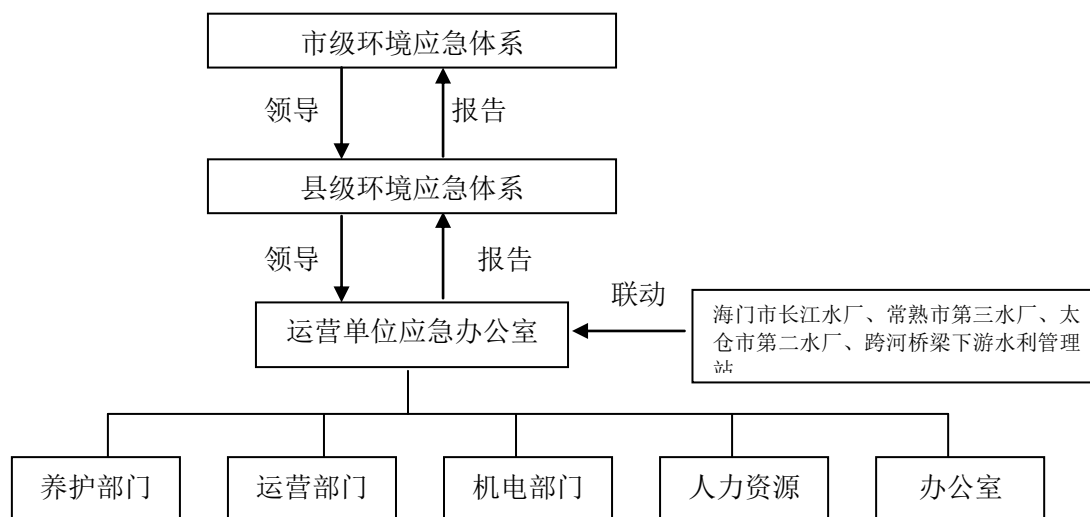 市级环境应急体系
领导
报告
县级环境应急体系
领导
报告
联动
运营单位应急办公室
海门市长江水厂、常熟市第三水厂、太
仓市第二水厂、跨河桥梁下游水利管理
站
养护部门
运营部门
机电部门
人力资源
办公室